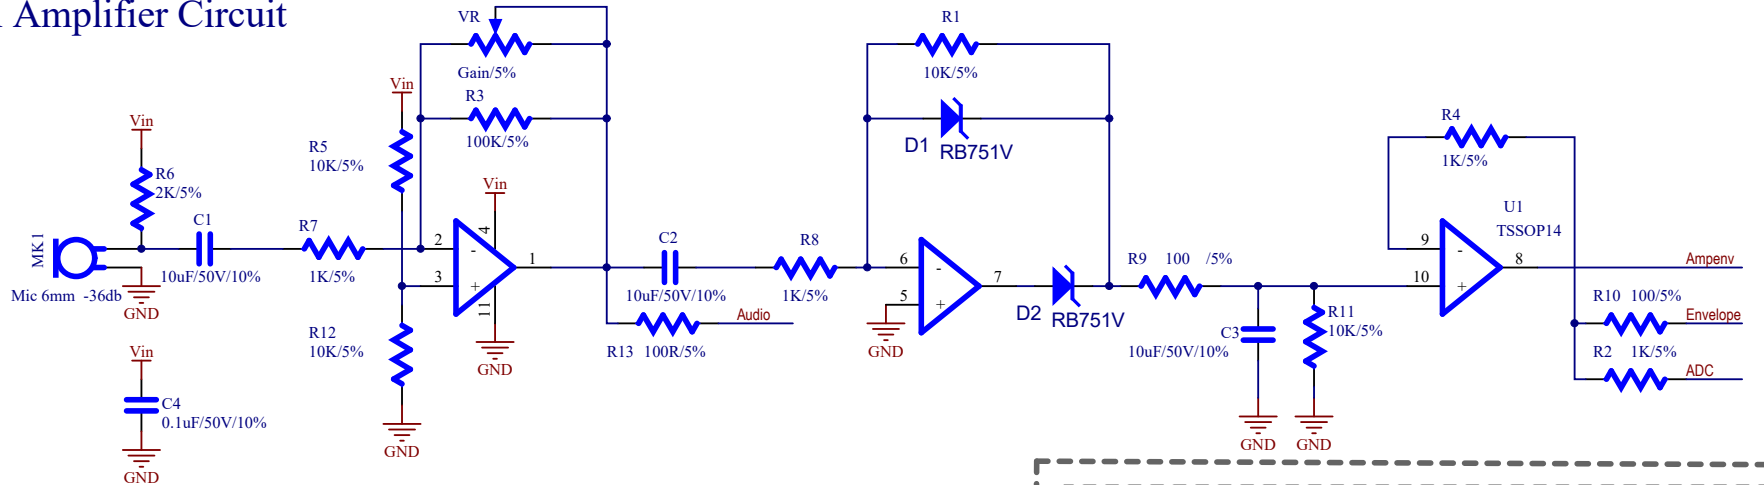 Amplifier Circuit
VR
Gain/5%
R3
100K/5%
Vin
R5
10K/5%
Vin
R6
2K/5%
MK1
Mic 6mm -36db
GND
C1
10uF/50V/10%
R7
1K/5%
Vin
2
-
3
+
4
11
1
GND
R12
10K/5%
GND
Vin
C4
0.1uF/50V/10%
GND
C2
10uF/50V/10%
R13 100R/5%
Audio
R8
1K/5%
R1
10K/5%
D1 RB751V
6
-
5
+
7
GND
D2 RB751V
R9 100 /5%
C3
10uF/50V/10%
GND
R11
10K/5%
GND
R4
1K/5%
U1
TSSOP14
9
-
10
+
8
Ampenv
R10 100/5%
Envelope
R2 1K/5%
ADC